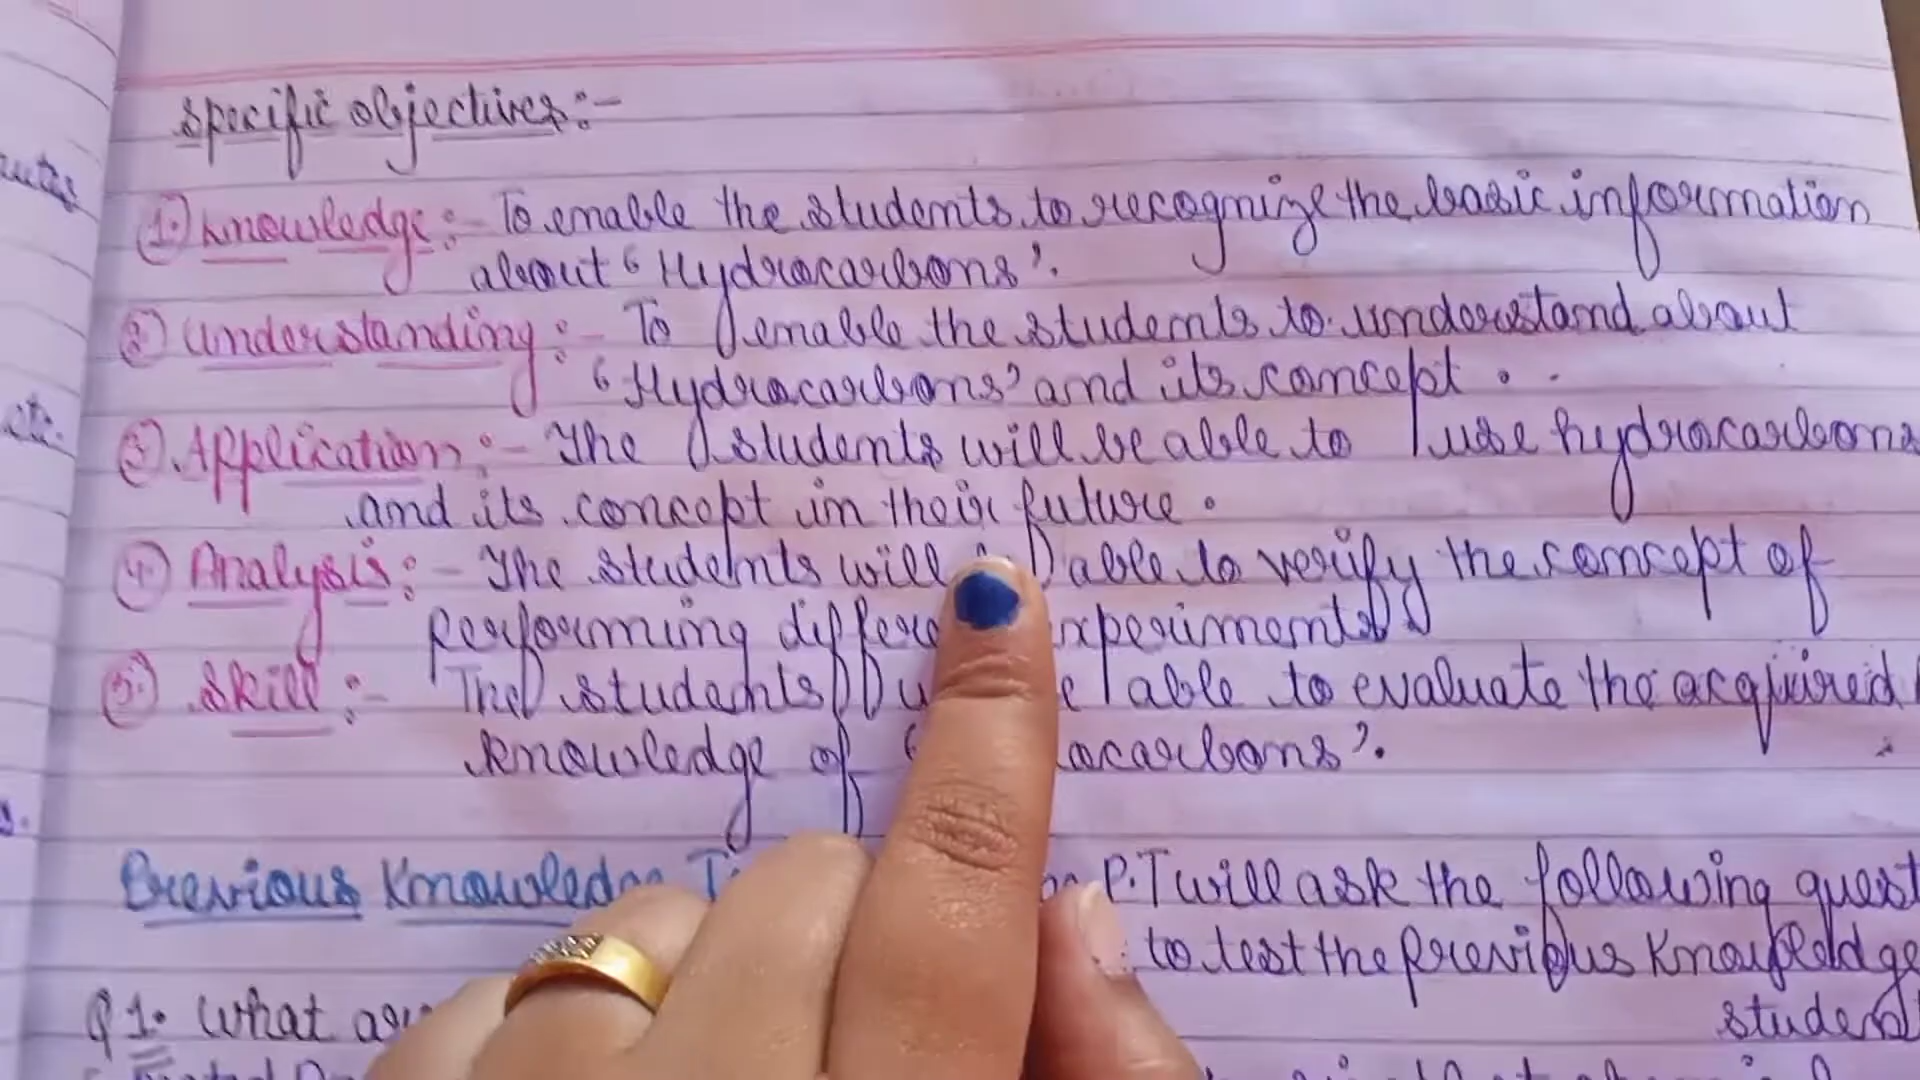 Specific objectives:-
1. Knowledge:- To enable the students to recognize the basic information
about 'Hydrocarbons'.
2. Understanding:- To enable the students to understand about
'Hydrocarbons' and its concept.
3. Application:- The students will be able to use hydrocarbons
and its concept in their future.
etc.
4. Analysis:- The students will able to verify the concept of
performing experiments
5. Skill:- The students able to evaluate the acquired
knowledge of
Previous Knowledge P.T will ask the following
to test the previous knowledge
Q1. What